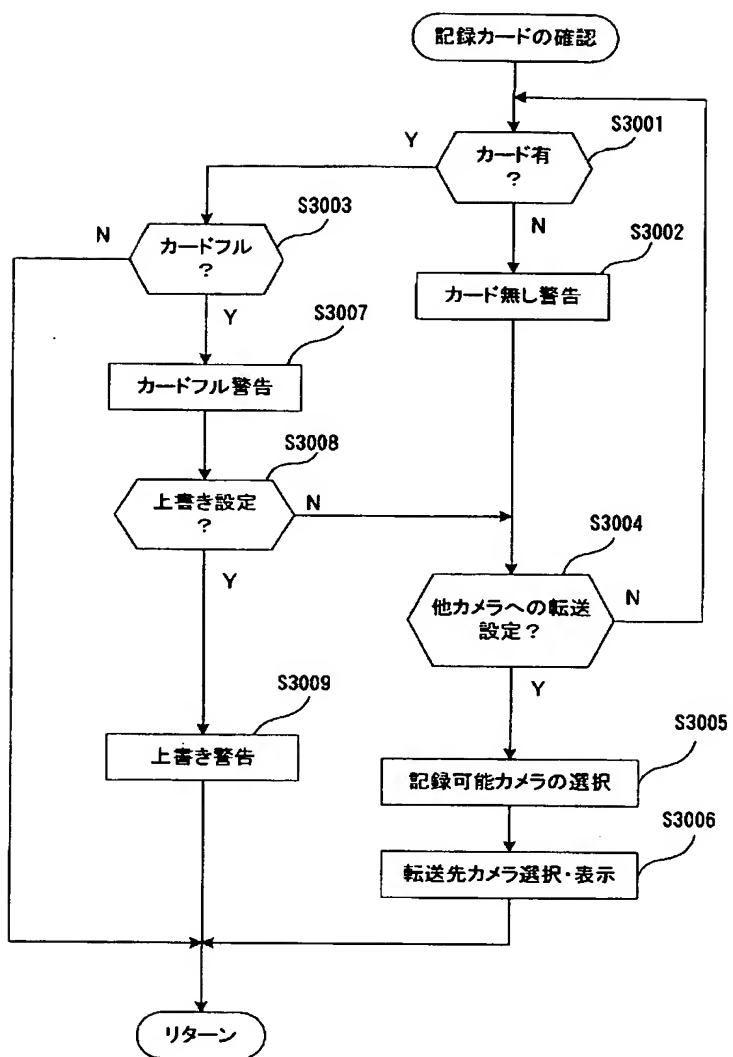 記録カードの確認
S3001
Y
カード有
?
S3003
N
N
S3002
カードフル
?
カード無し警告
Y
S3007
カードフル警告
S3008
上書き設定
?
N
S3004
Y
他カメラへの転送
設定?
N
Y
S3009
上書き警告
S3005
記録可能カメラの選択
S3006
転送先カメラ選択・表示
リターン